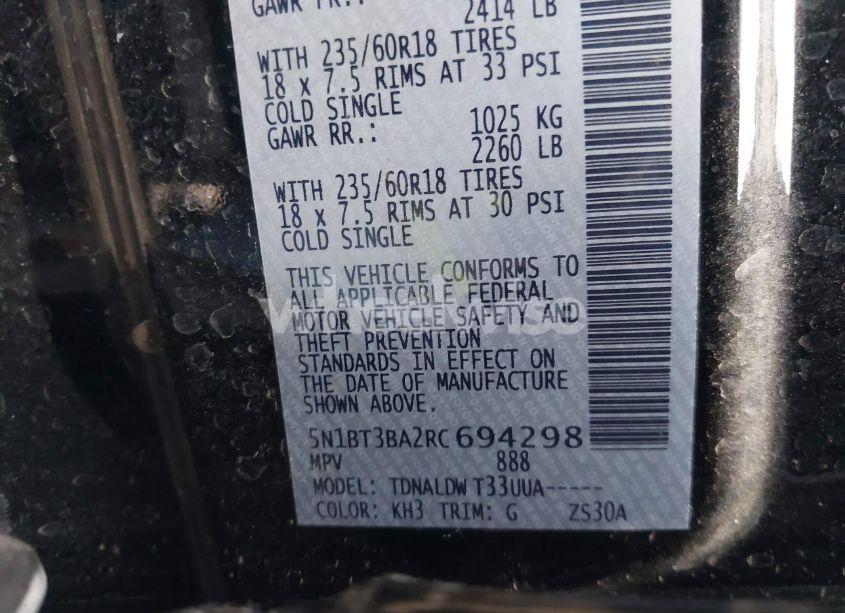 GAWR FR.:
2414 LB
WITH 235/60R18 TIRES
18 x 7.5 RIMS AT 33 PSI
COLD SINGLE
GAWR RR.: 1025 KG
2260 LB
WITH 235/60R18 TIRES
18 x 7.5 RIMS AT 30 PSI
COLD SINGLE
THIS VEHICLE CONFORMS TO
ALL APPLICABLE FEDERAL
MOTOR VEHICLE SAFETY AND
THEFT PREVENTION
STANDARDS IN EFFECT ON
THE DATE OF MANUFACTURE
SHOWN ABOVE.
5N1BT3BA2RC694298
MPV 888
MODEL: TDNALDW T33UUA-----
COLOR: KH3 TRIM: G ZS30A